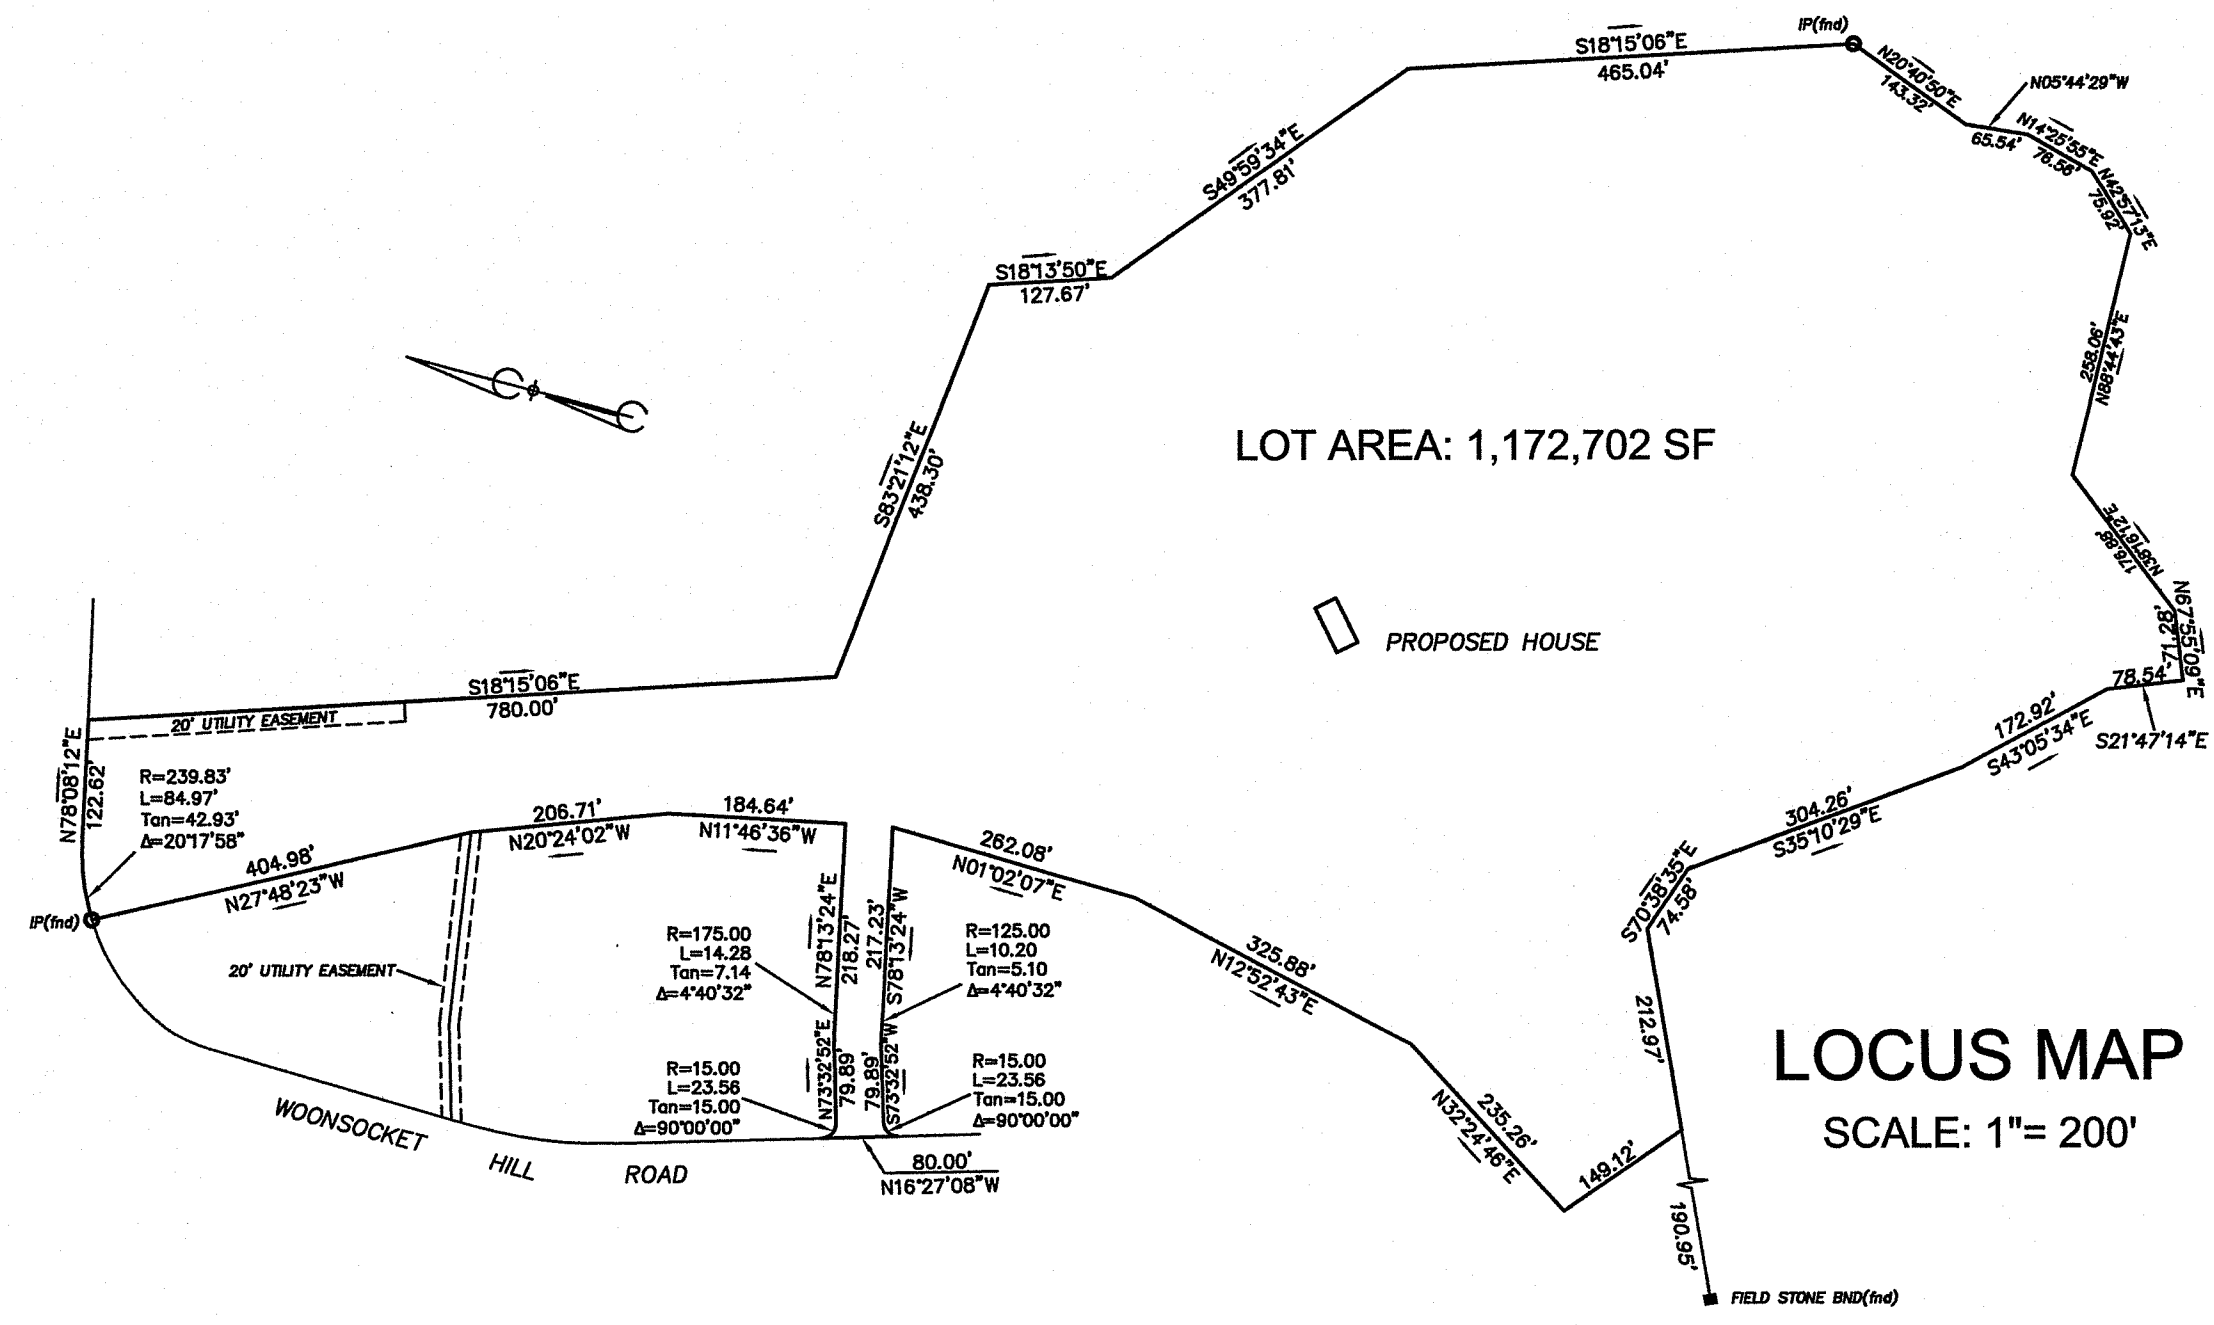 IP(fnd)
S18°15'06"E
465.04'
N20°40'50"E
143.32'
N05°44'29"W
65.54'
N14°25'55"E
76.56'
N42°57'13"E
75.92'
S49°59'34"E
377.81'
S18°13'50"E
127.67'
258.06'
N88°44'43"E
S83°21'12"E
438.30'
LOT AREA: 1,172,702 SF
N38°16'12"E
176.88'
PROPOSED HOUSE
71.28'
N67°55'09"E
78.54'
S21°47'14"E
172.92'
S43°05'34"E
S18°15'06"E
780.00'
20' UTILITY EASEMENT
N78°08'12"E
122.62'
R=239.83'
L=84.97'
Tan=42.93'
Δ=20°17'58"
404.98'
N27°48'23"W
206.71'
N20°24'02"W
184.64'
N11°46'36"W
262.08'
N01°02'07"E
304.26'
S35°10'29"E
S70°38'35"E
74.58'
IP(fnd)
20' UTILITY EASEMENT
N78°13'24"E
218.27'
217.23'
S78°13'24"W
R=175.00
L=14.28
Tan=7.14
Δ=4°40'32"
R=125.00
L=10.20
Tan=5.10
Δ=4°40'32"
325.88'
N12°52'43"E
212.97'
N73°32'52"E
79.89'
79.89'
S73°32'52"W
R=15.00
L=23.56
Tan=15.00
Δ=90°00'00"
R=15.00
L=23.56
Tan=15.00
Δ=90°00'00"
LOCUS MAP
SCALE: 1"= 200'
235.26'
N32°24'46"E
149.12'
WOONSOCKET HILL ROAD
80.00'
N16°27'08"W
190.95'
FIELD STONE BND(fnd)